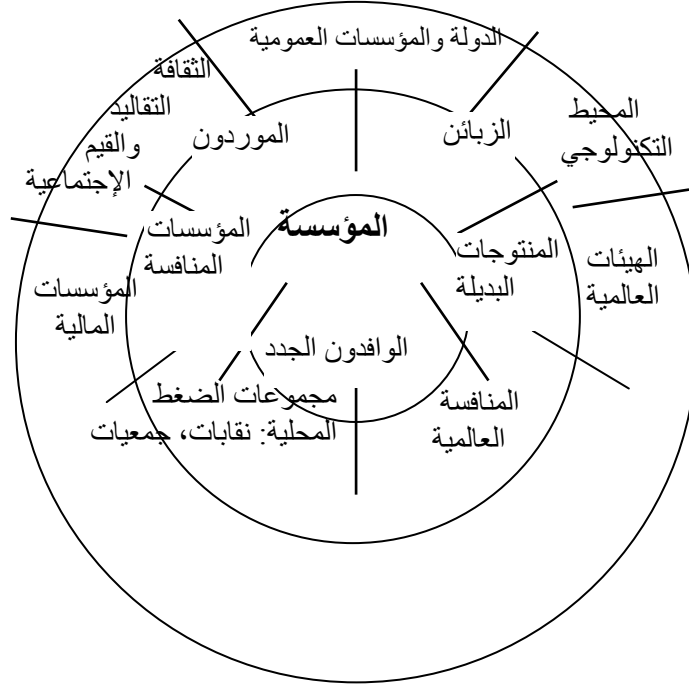 الدولة والمؤسسات العمومية
الثقافة
التقاليد
والقيم
الإجتماعية
المحيط
التكنولوجي
الموردون
الزبائن
المؤسسة
المؤسسات
المنافسة
المنتوجات
البديلة
الهيئات
العالمية
المؤسسات
المالية
الوافدون الجدد
مجموعات الضغط
المحلية: نقابات، جمعيات
المنافسة
العالمية